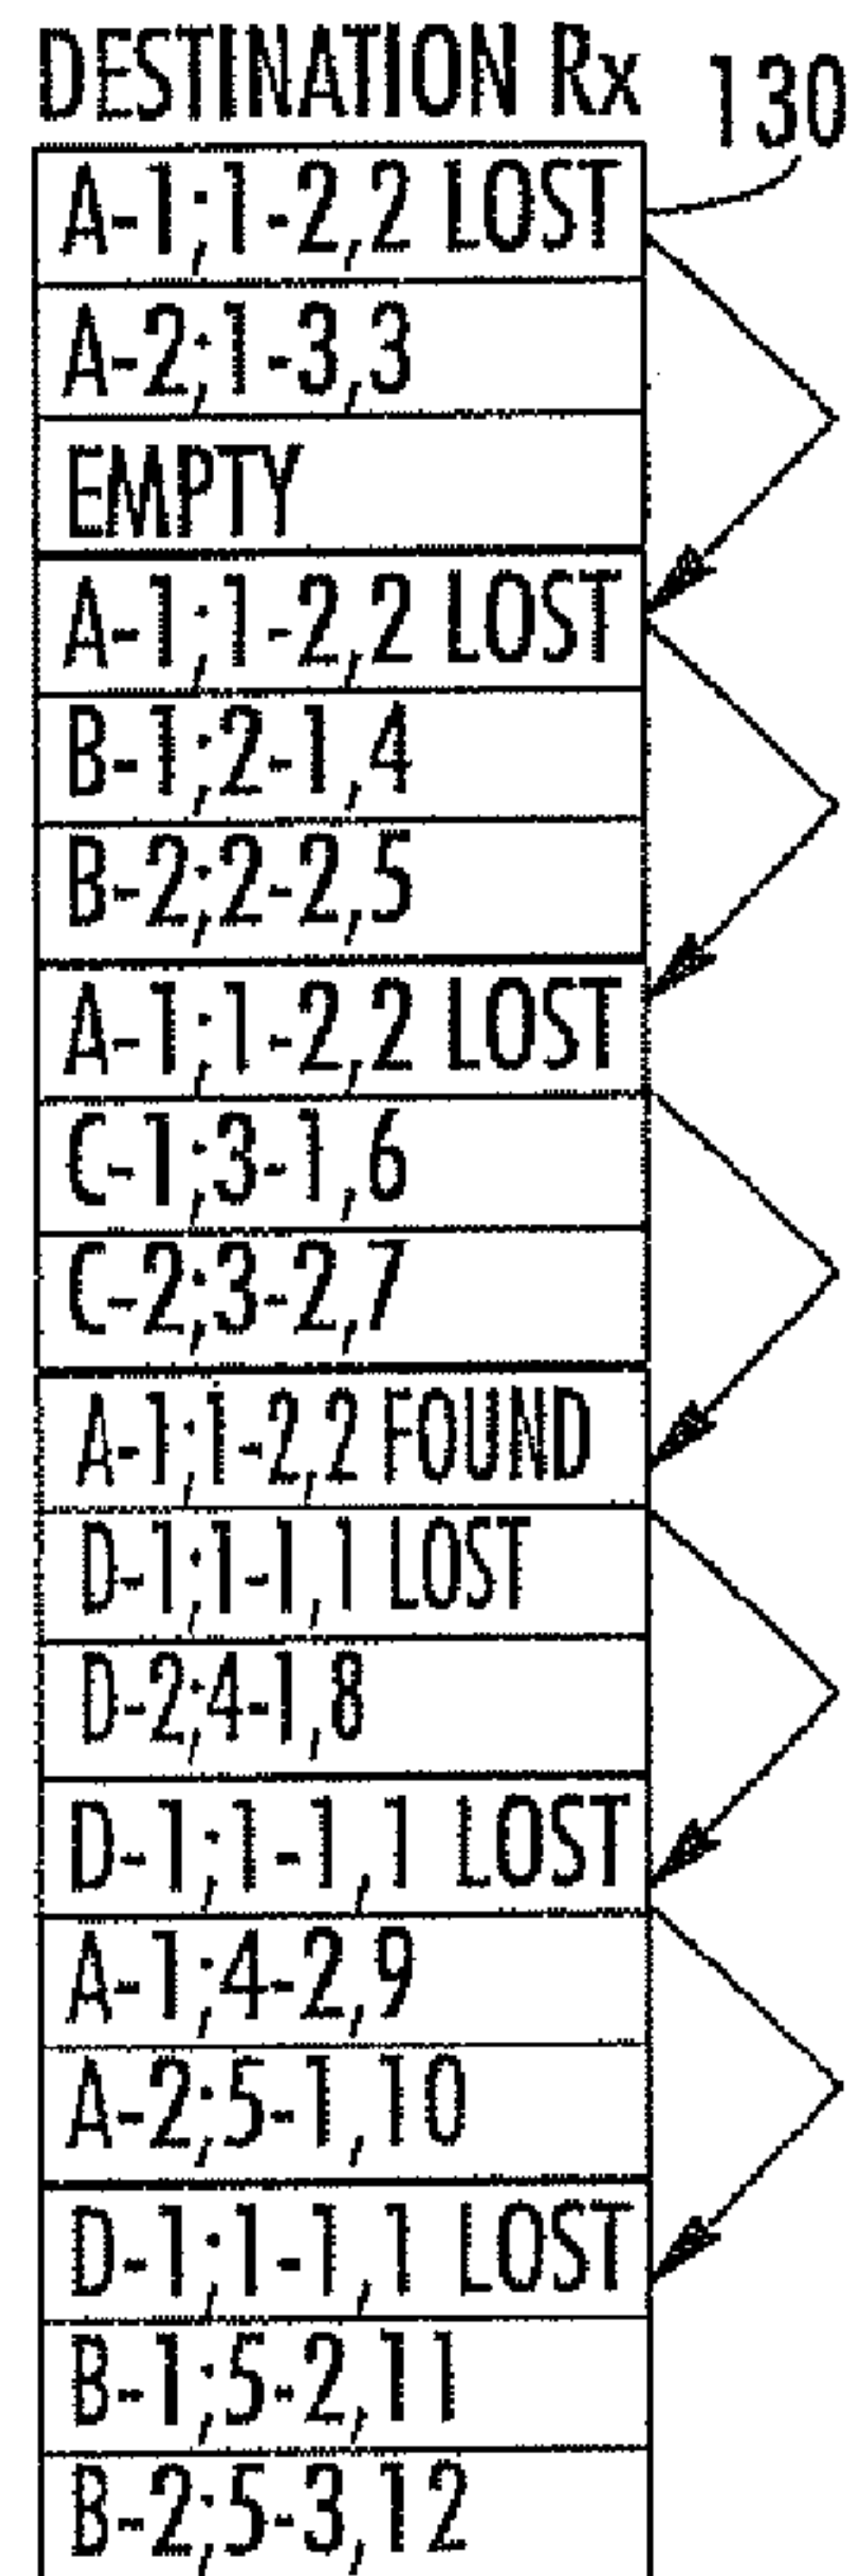 DESTINATION Rx
130
A-1;1-2,2 LOST
A-2;1-3,3
EMPTY
A-1;1-2,2 LOST
B-1;2-1,4
B-2;2-2,5
A-1;1-2,2 LOST
C-1;3-1,6
C-2;3-2,7
A-1;1-2,2 FOUND
D-1;1-1,1 LOST
D-2;4-1,8
D-1;1-1,1 LOST
A-1;4-2,9
A-2;5-1,10
D-1;1-1,1 LOST
B-1;5-2,11
B-2;5-3,12